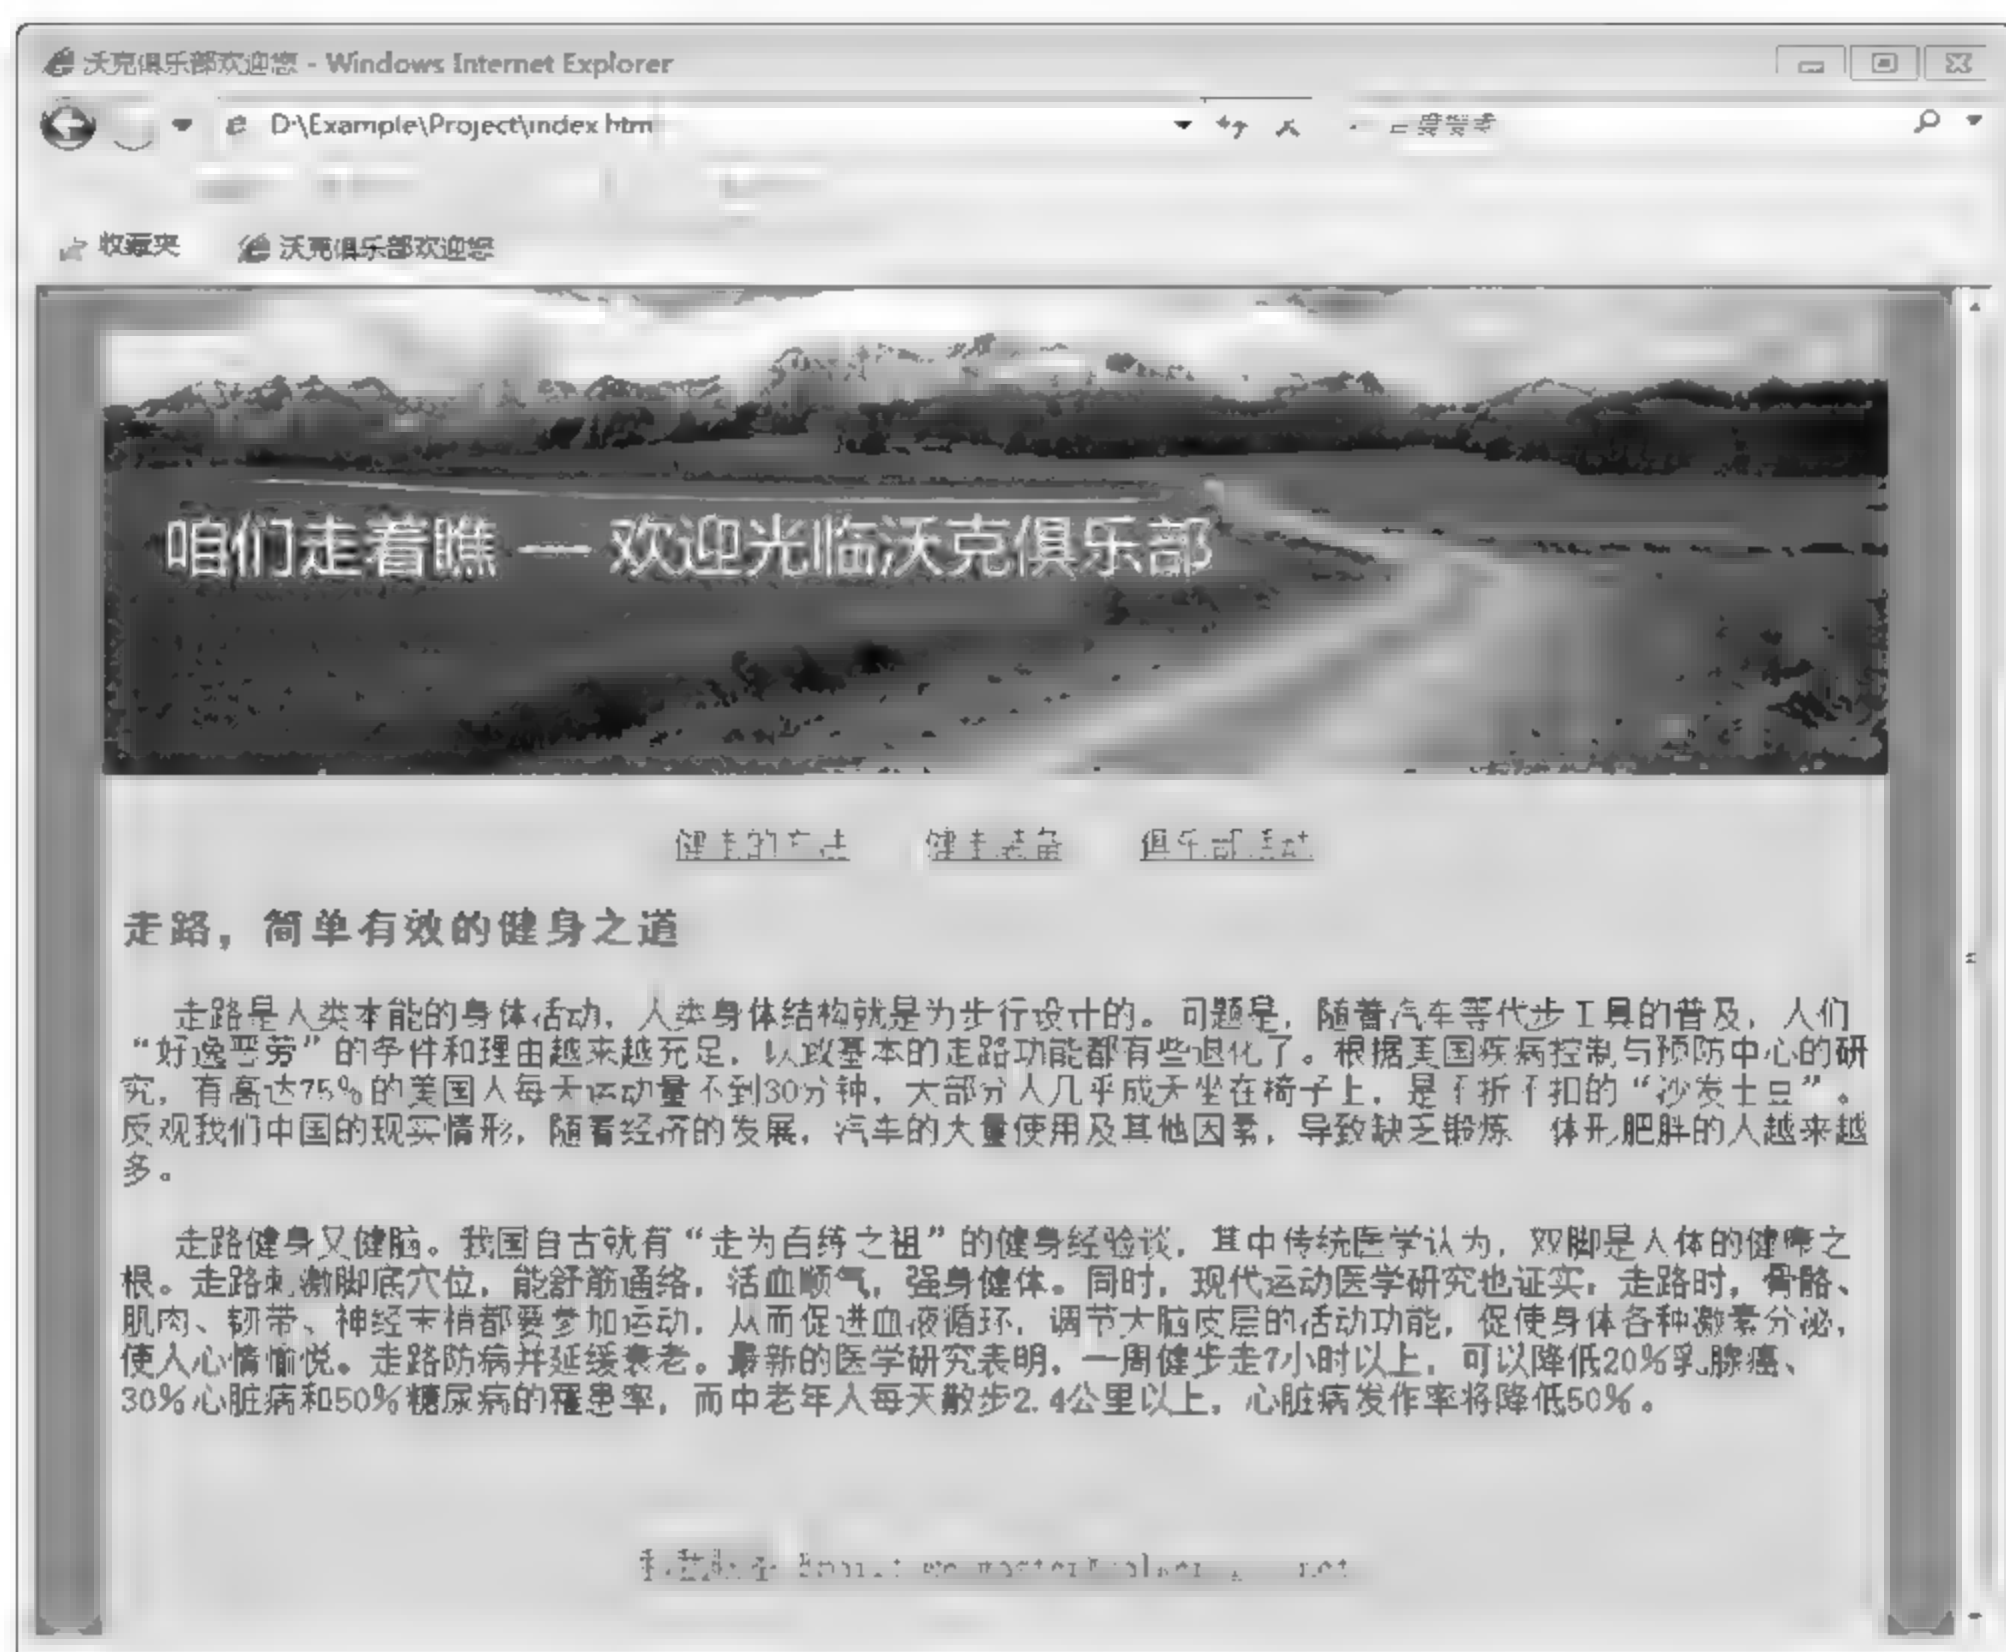 沃克俱乐部欢迎您 - Windows Internet Explorer
D:\Example\Project\index.htm
百度搜索
收藏夹 沃克俱乐部欢迎您
咱们走着瞧 — 欢迎光临沃克俱乐部
健走的方法 健走装备 俱乐部活动
走路，简单有效的健身之道
走路是人类本能的身体活动，人类身体结构就是为步行设计的。问题是，随着汽车等代步工具的普及，人们
“好逸恶劳”的条件和理由越来越充足，以致基本的走路功能都有些退化了。根据美国疾病控制与预防中心的研
究，有高达75%的美国人每天运动量不到30分钟，大部分人几乎成天坐在椅子上，是不折不扣的“沙发土豆”。
反观我们中国的现实情形，随着经济的发展，汽车的大量使用及其他因素，导致缺乏锻炼 体形肥胖的人越来越
多。
走路健身又健脑。我国自古就有“走为百练之祖”的健身经验谈，其中传统医学认为，双脚是人体的健康之
根。走路刺激脚底穴位，能舒筋通络，活血顺气，强身健体。同时，现代运动医学研究也证实：走路时，骨骼、
肌肉、韧带、神经末梢都要参加运动，从而促进血液循环，调节大脑皮层的活动功能，促使身体各种激素分泌，
使人心情愉悦。走路防病并延缓衰老。最新的医学研究表明，一周健步走7小时以上，可以降低20%乳腺癌、
30%心脏病和50%糖尿病的罹患率，而中老年人每天散步2.4公里以上，心脏病发作率将降低50%。